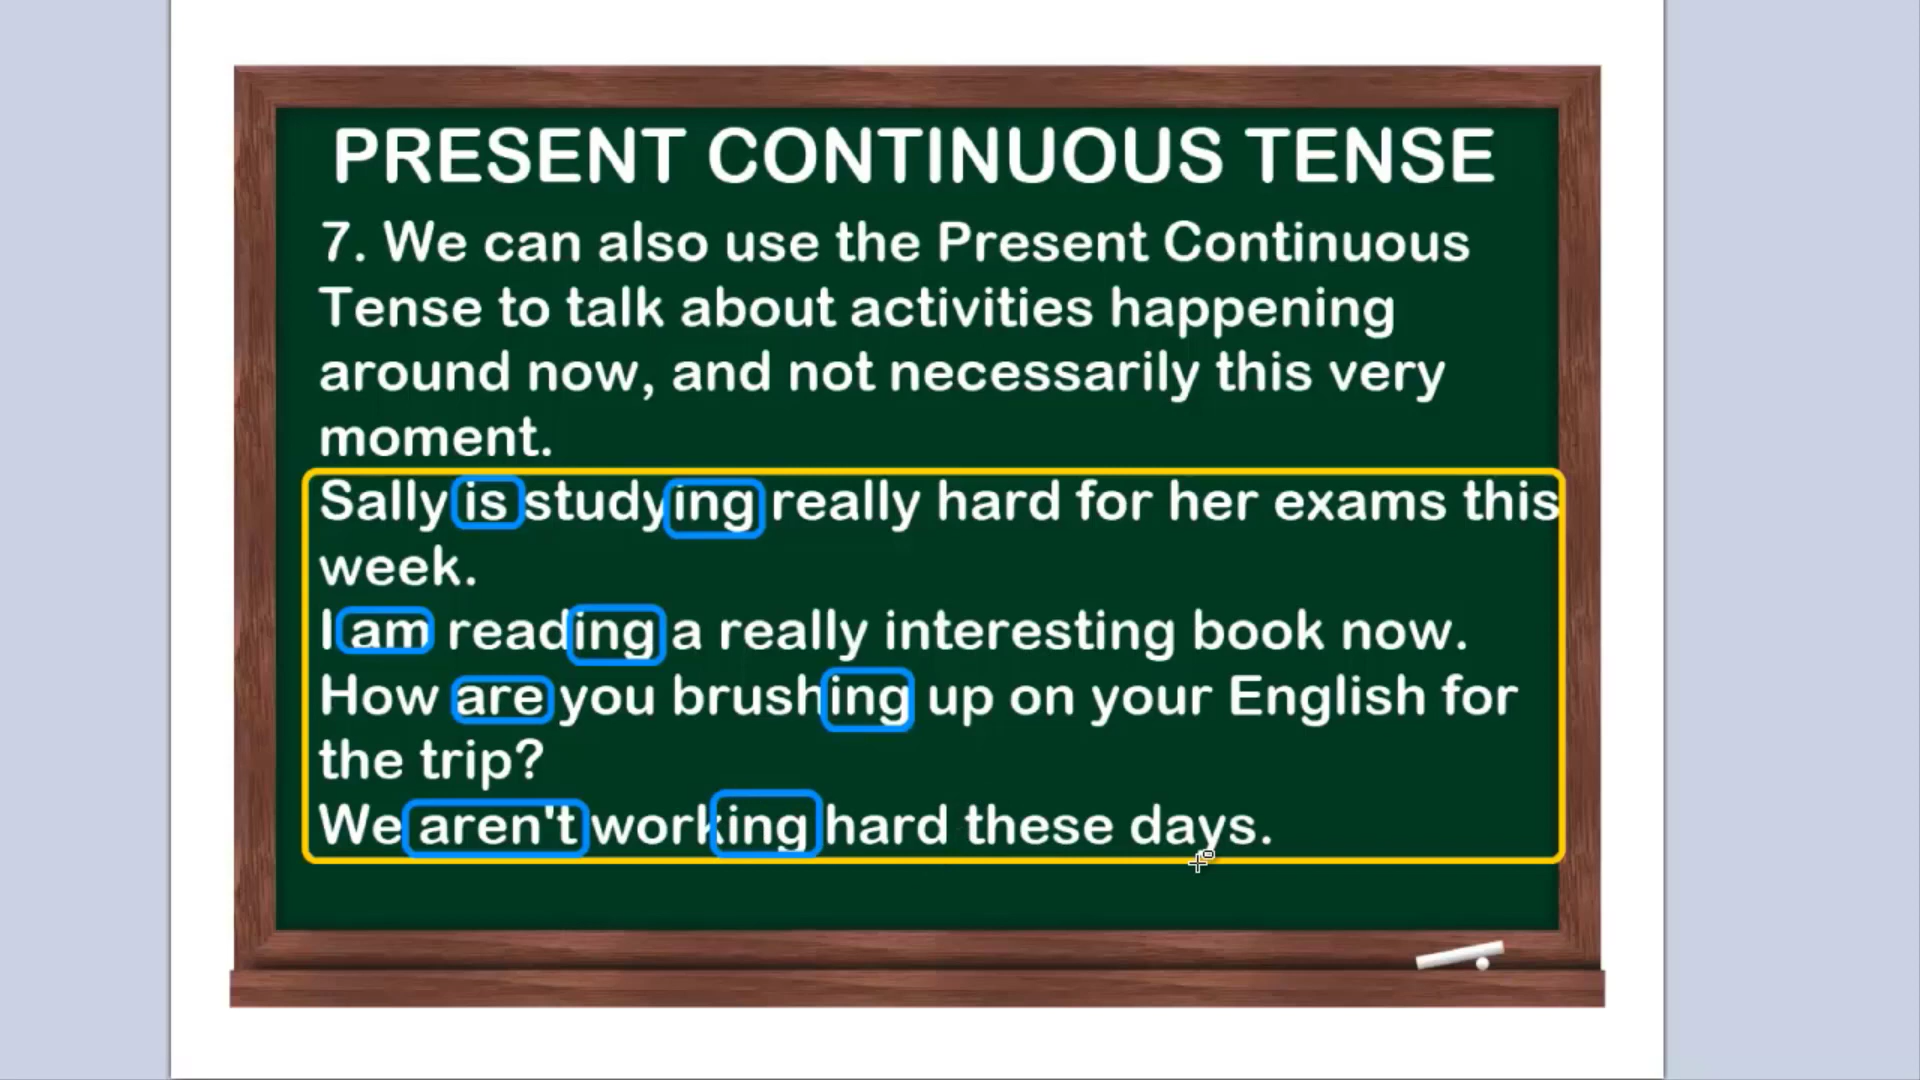 PRESENT CONTINUOUS TENSE
7. We can also use the Present Continuous
Tense to talk about activities happening
around now, and not necessarily this very
moment.
Sally is studying really hard for her exams this
week.
I am reading a really interesting book now.
How are you brushing up on your English for
the trip?
We aren't working hard these days.